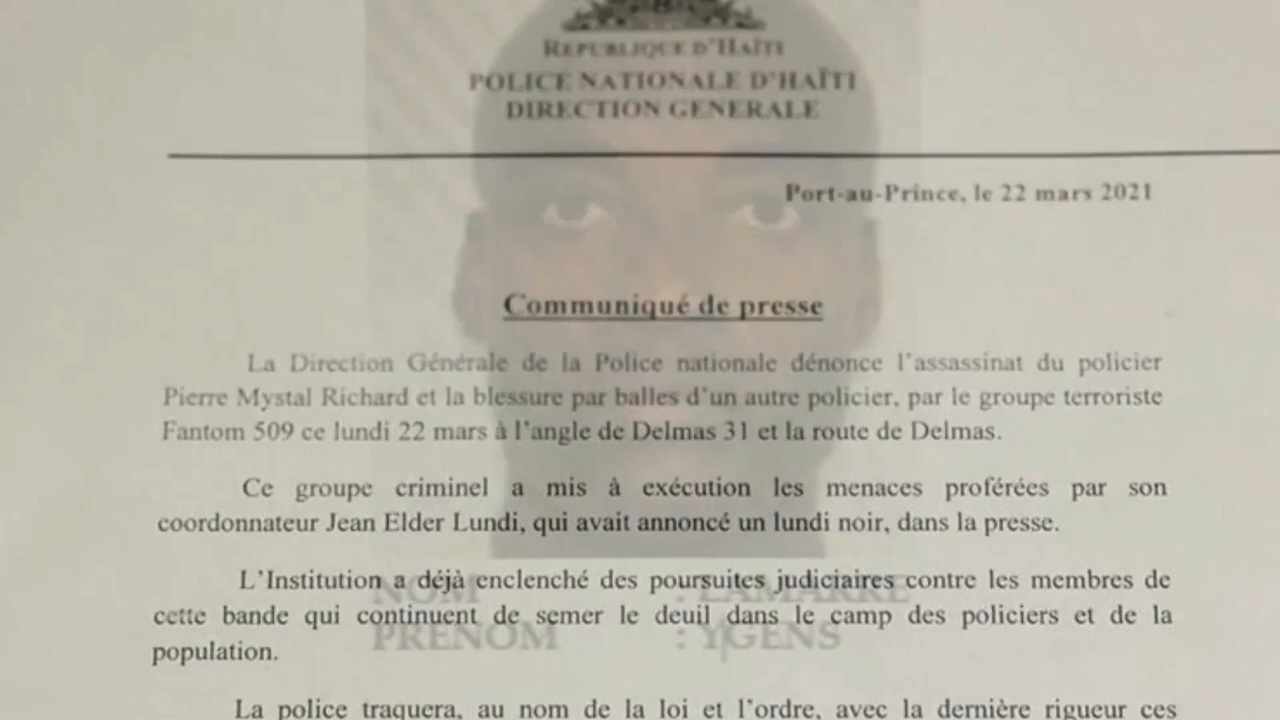 REPUBLIQUE D'HAÏTI
POLICE NATIONALE D'HAÏTI
DIRECTION GENERALE
Port-au-Prince, le 22 mars 2021
Communiqué de presse
La Direction Générale de la Police nationale dénonce l'assassinat du policier
Pierre Mystal Richard et la blessure par balles d'un autre policier, par le groupe terroriste
Fantom 509 ce lundi 22 mars à l'angle de Delmas 31 et la route de Delmas.
Ce groupe criminel a mis à exécution les menaces proférées par son
coordonnateur Jean Elder Lundi, qui avait annoncé un lundi noir, dans la presse.
L'Institution a déjà enclenché des poursuites judiciaires contre les membres de
cette bande qui continuent de semer le deuil dans le camp des policiers et de la
population.
La police traquera, au nom de la loi et l'ordre, avec la dernière rigueur ces
NOM : LAMARRE
PRENOM : YGENS